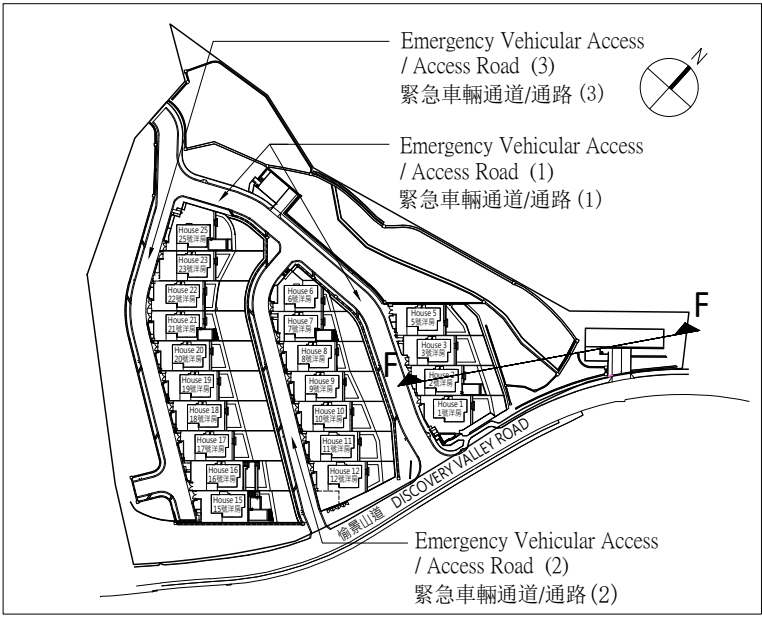 Emergency Vehicular Access
/ Access Road (3)
緊急車輛通道/通路 (3)
N
Emergency Vehicular Access
/ Access Road (1)
緊急車輛通道/通路 (1)
House 25
25號洋房
House 23
23號洋房
House 22
22號洋房
House 21
21號洋房
House 20
20號洋房
House 19
19號洋房
House 18
18號洋房
House 17
17號洋房
House 16
16號洋房
House 15
15號洋房
House 6
6號洋房
House 7
7號洋房
House 8
8號洋房
House 9
9號洋房
House 10
10號洋房
House 11
11號洋房
House 12
12號洋房
House 5
5號洋房
House 3
3號洋房
House 2
2號洋房
House 1
1號洋房
F
F
愉景山道 DISCOVERY VALLEY ROAD
Emergency Vehicular Access
/ Access Road (2)
緊急車輛通道/通路 (2)